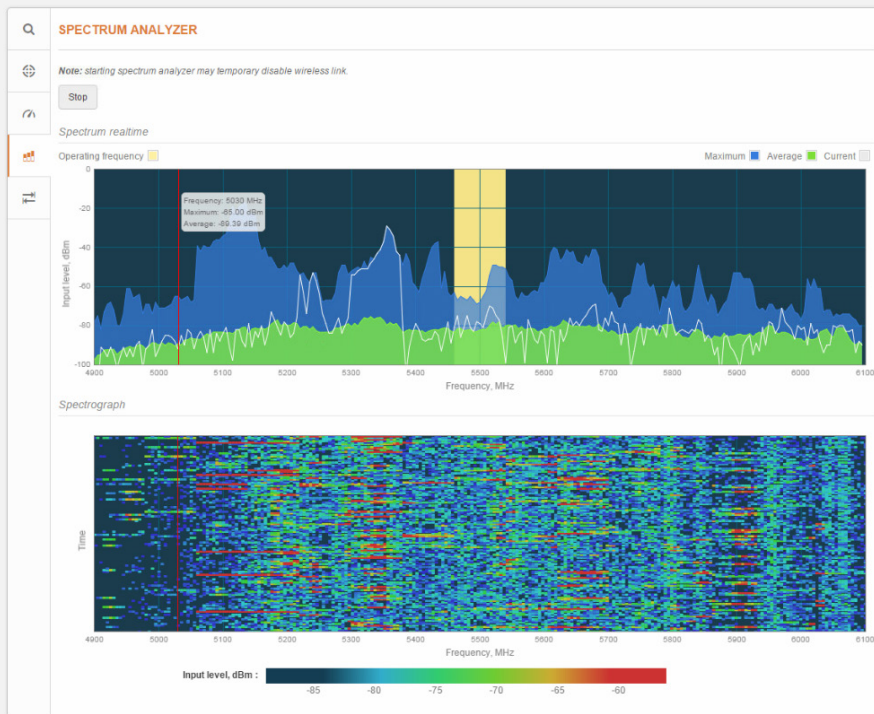 SPECTRUM ANALYZER
Note: starting spectrum analyzer may temporary disable wireless link.
Stop
Spectrum realtime
Operating frequency
Maximum Average Current
Frequency: 5030 MHz
Maximum: -65.00 dBm
Average: -89.39 dBm
Input level, dBm
0
-20
-40
-60
-80
-100
4900 5000 5100 5200 5300 5400 5500 5600 5700 5800 5900 6000 6100
Frequency, MHz
Spectrograph
Time
4900 5000 5100 5200 5300 5400 5500 5600 5700 5800 5900 6000 6100
Frequency, MHz
Input level, dBm :
-85 -80 -75 -70 -65 -60